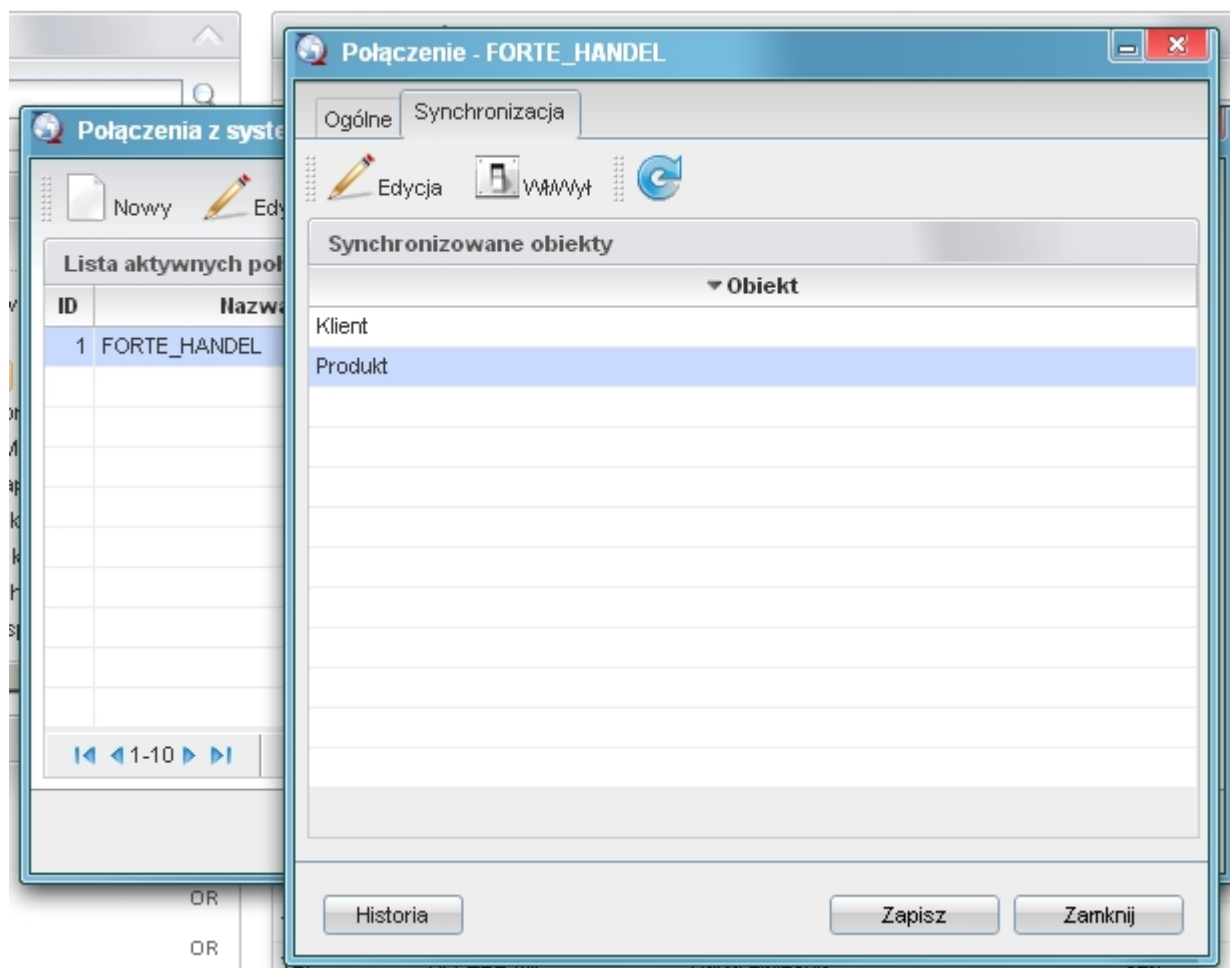 Połączenie - FORTE_HANDEL
Ogólne
Synchronizacja
Edycja
Wł/Wył
Synchronizowane obiekty
Obiekt
Klient
Produkt
Historia
Zapisz
Zamknij
Połączenia z syste
Nowy
Edy
Lista aktywnych poł
ID
Nazwa
1 FORTE_HANDEL
1-10
OR
OR